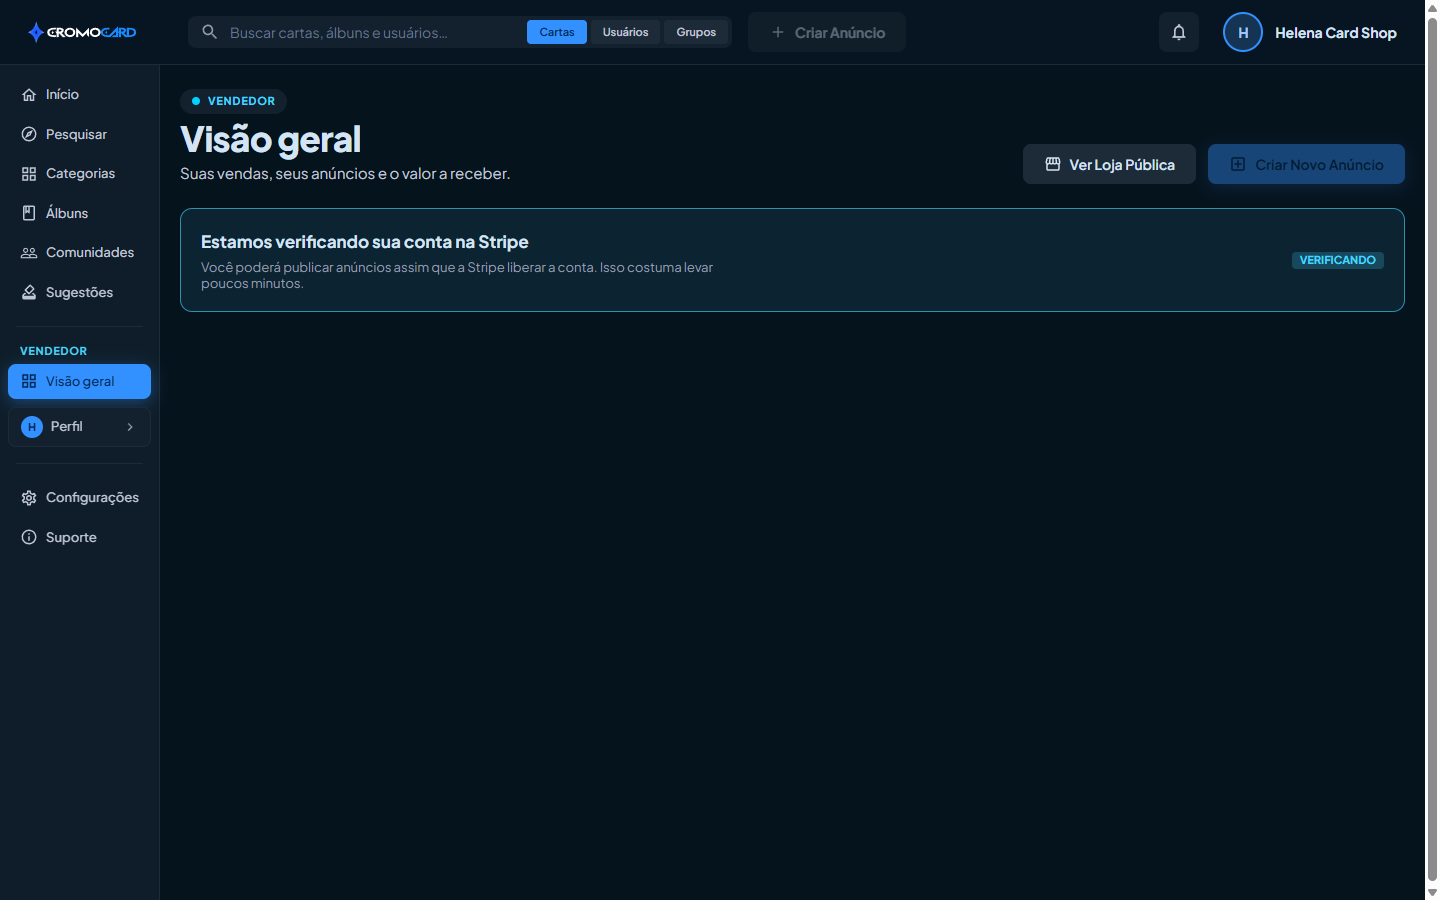 CROMOCARD
Buscar cartas, álbuns e usuários...
Cartas
Usuários
Grupos
Criar Anúncio
H
Helena Card Shop
Início
Pesquisar
Categorias
Álbuns
Comunidades
Sugestões
VENDEDOR
Visão geral
H
Perfil
Configurações
Suporte
VENDEDOR
Visão geral
Suas vendas, seus anúncios e o valor a receber.
Ver Loja Pública
Criar Novo Anúncio
Estamos verificando sua conta na Stripe
Você poderá publicar anúncios assim que a Stripe liberar a conta. Isso costuma levar
poucos minutos.
VERIFICANDO